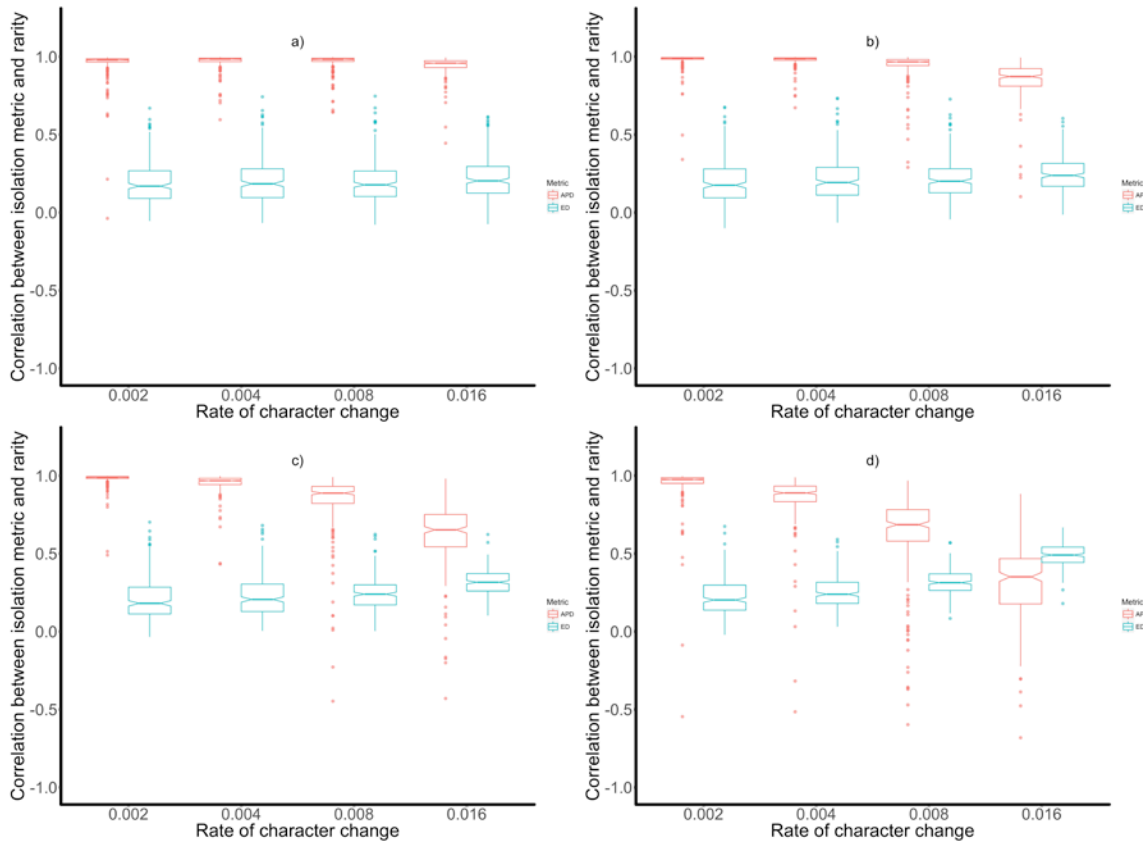 a)
Correlation between isolation metric and rarity
1.0
0.5
0.0
-0.5
-1.0
0.002 0.004 0.008 0.016
Rate of character change
Metric
APD
ED
b)
Correlation between isolation metric and rarity
1.0
0.5
0.0
-0.5
-1.0
0.002 0.004 0.008 0.016
Rate of character change
Metric
AP
ED
c)
Correlation between isolation metric and rarity
1.0
0.5
0.0
-0.5
-1.0
0.002 0.004 0.008 0.016
Rate of character change
Metric
APD
ED
d)
Correlation between isolation metric and rarity
1.0
0.5
0.0
-0.5
-1.0
0.002 0.004 0.008 0.016
Rate of character change
Metric
AP
ED